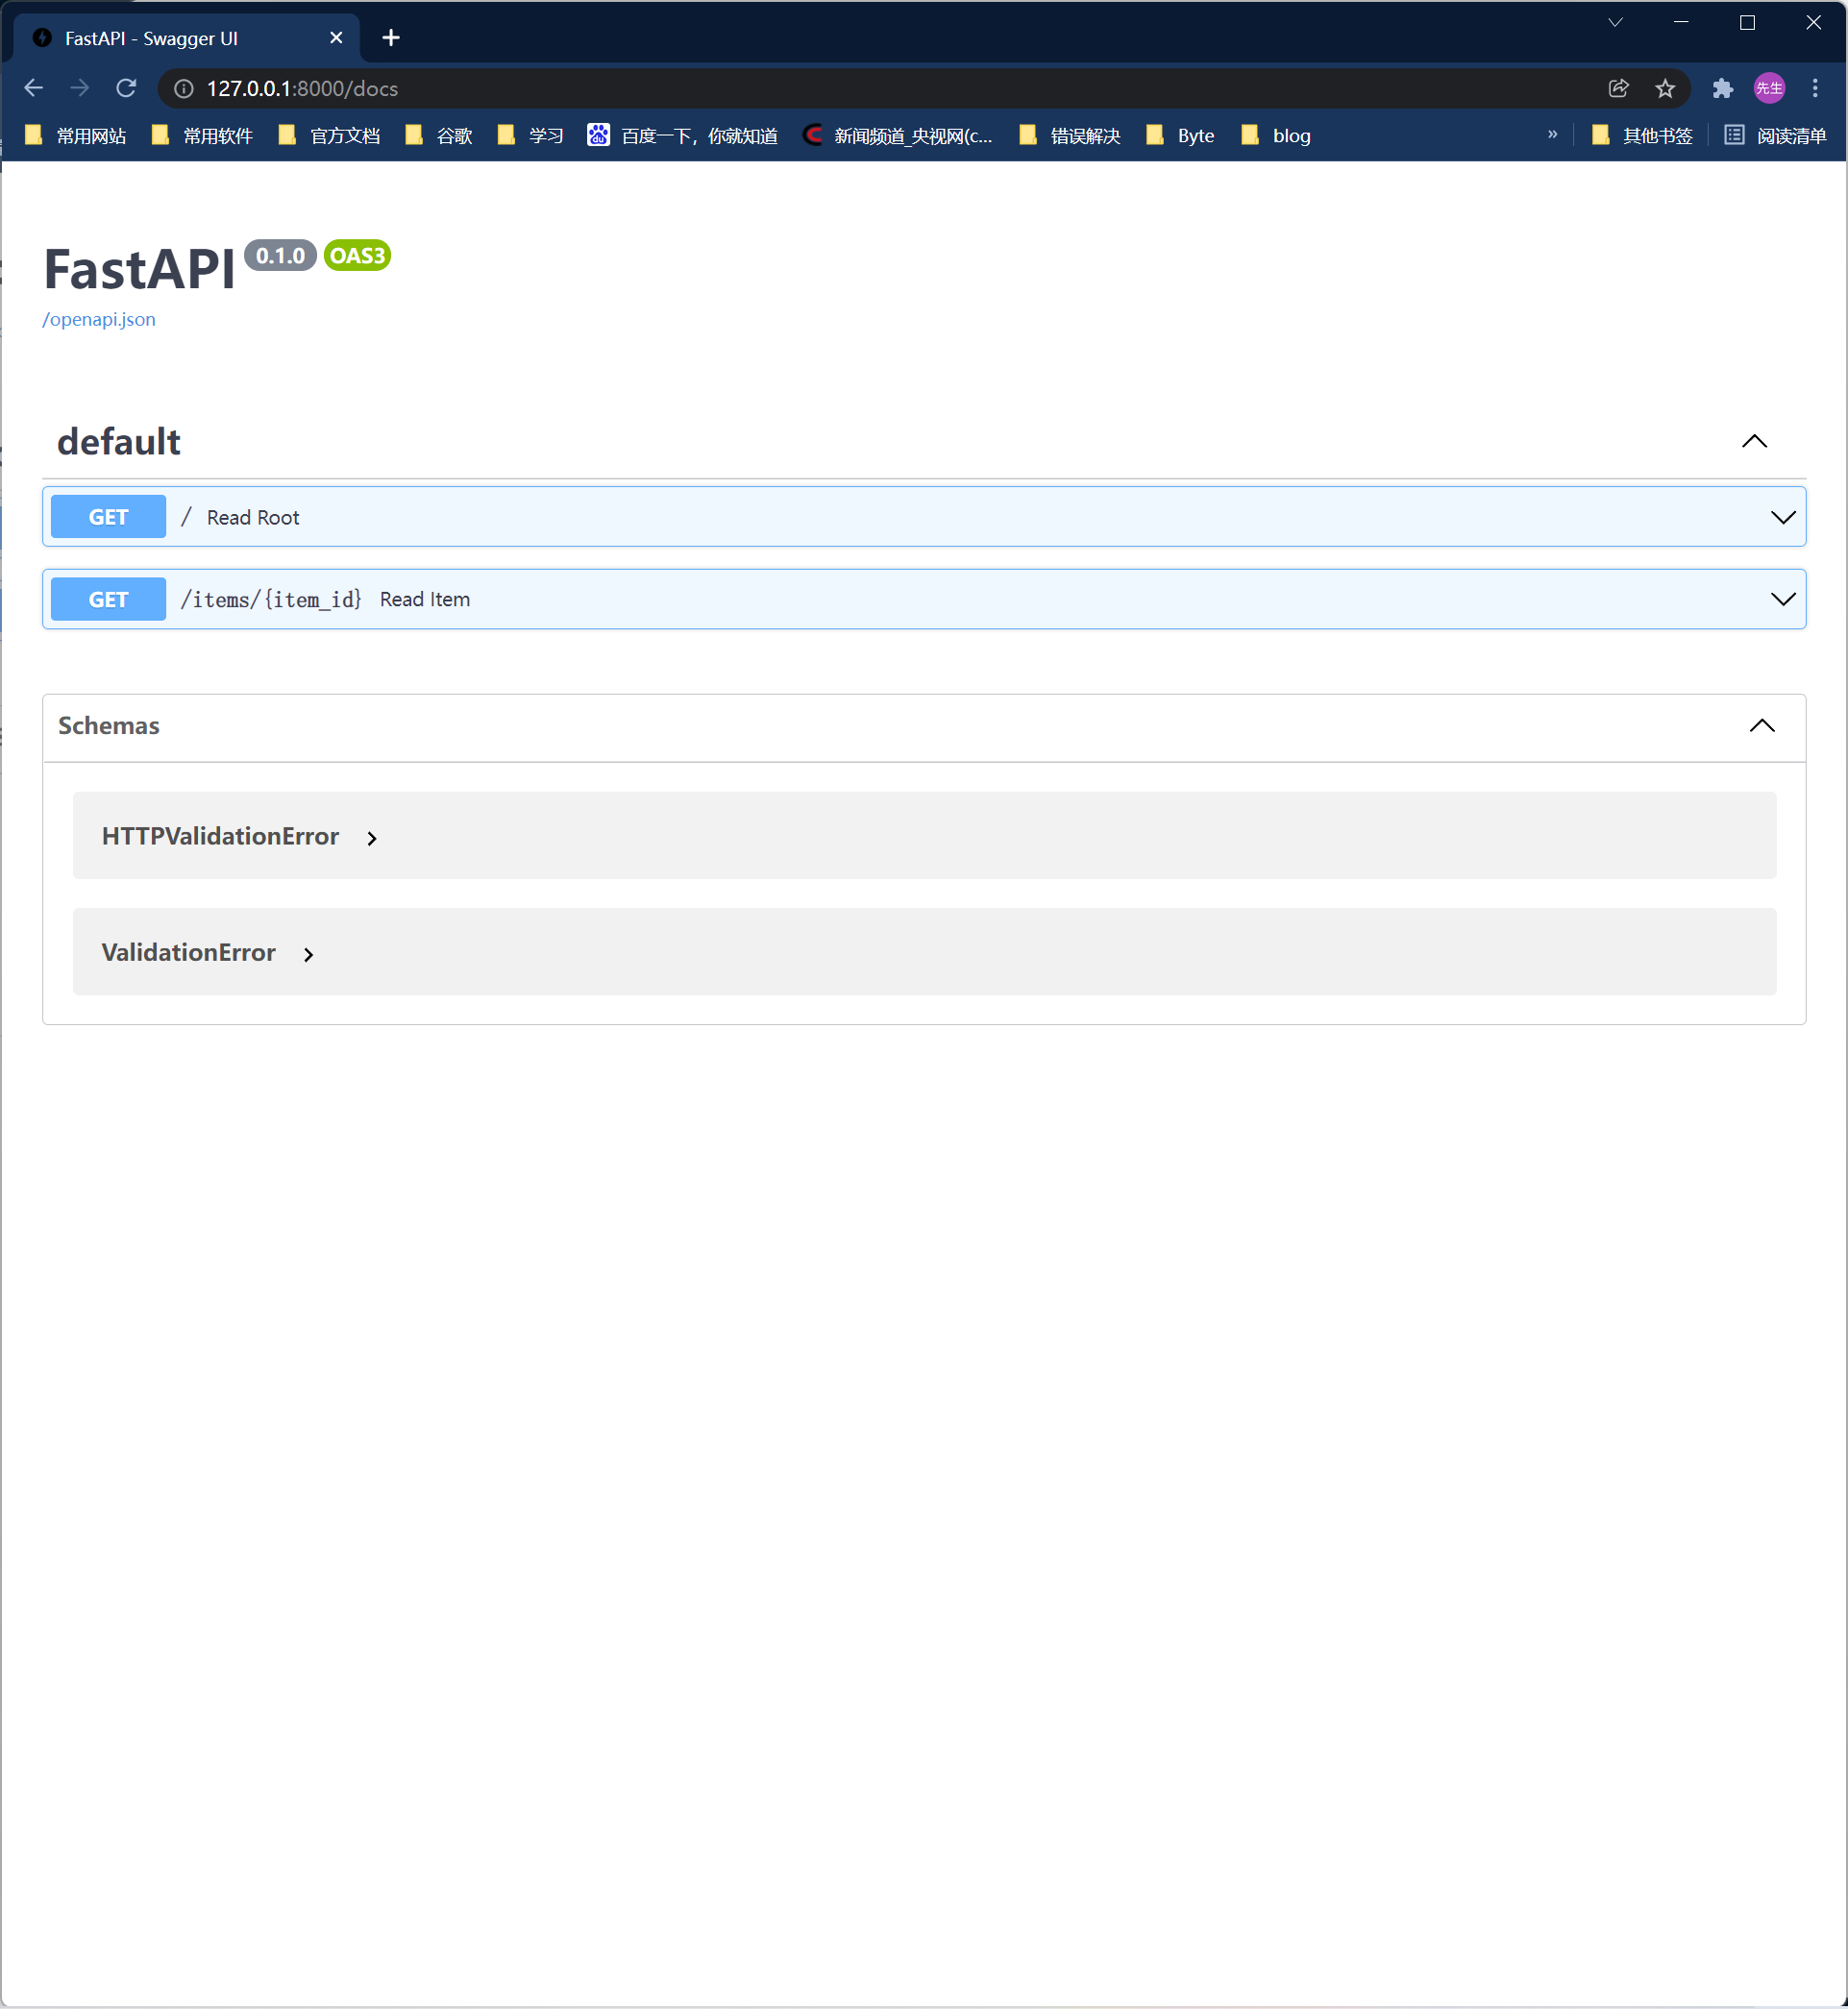 FastAPI - Swagger UI
127.0.0.1:8000/docs
先生
常用网站 常用软件 官方文档 谷歌 学习 百度一下，你就知道 新闻频道_央视网(c... 错误解决 Byte blog » 其他书签 阅读清单
FastAPI 0.1.0 OAS3
/openapi.json
default
GET / Read Root
GET /items/{item_id} Read Item
Schemas
HTTPValidationError
ValidationError